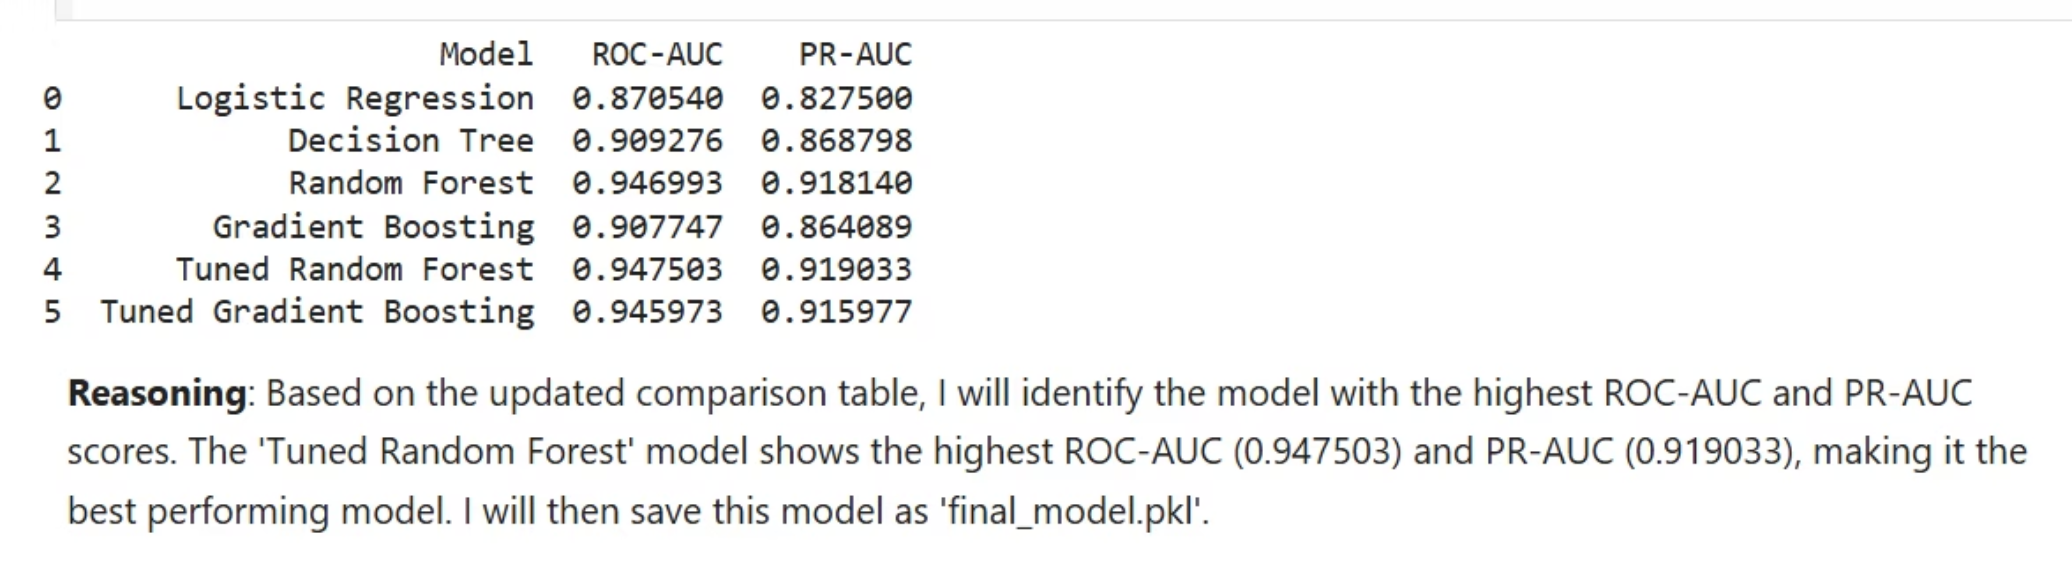 Model ROC-AUC PR-AUC
0 Logistic Regression 0.870540 0.827500
1 Decision Tree 0.909276 0.868798
2 Random Forest 0.946993 0.918140
3 Gradient Boosting 0.907747 0.864089
4 Tuned Random Forest 0.947503 0.919033
5 Tuned Gradient Boosting 0.945973 0.915977
Reasoning: Based on the updated comparison table, I will identify the model with the highest ROC-AUC and PR-AUC
scores. The 'Tuned Random Forest' model shows the highest ROC-AUC (0.947503) and PR-AUC (0.919033), making it the
best performing model. I will then save this model as 'final_model.pkl'.